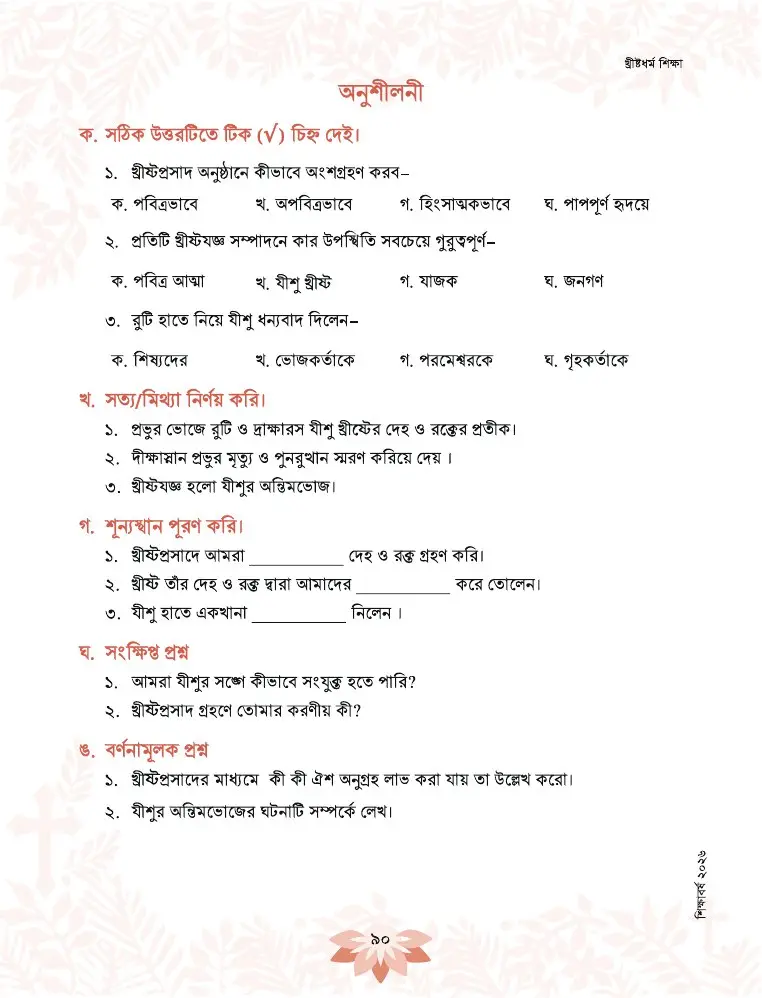 খ্রীষ্টধর্ম শিক্ষা
অনুশীলনী
ক. সঠিক উত্তরটিতে টিক (√) চিহ্ন দেই।
১. খ্রীষ্টপ্রসাদ অনুষ্ঠানে কীভাবে অংশগ্রহণ করব–
ক. পবিত্রভাবে খ. অপবিত্রভাবে গ. হিংসাত্মকভাবে ঘ. পাপপূর্ণ হৃদয়ে
২. প্রতিটি খ্রীষ্টযজ্ঞ সম্পাদনে কার উপস্থিতি সবচেয়ে গুরুত্বপূর্ণ–
ক. পবিত্র আত্মা খ. যীশু খ্রীষ্ট গ. যাজক ঘ. জনগণ
৩. রুটি হাতে নিয়ে যীশু ধন্যবাদ দিলেন–
ক. শিষ্যদের খ. ভোজকর্তাকে গ. পরমেশ্বরকে ঘ. গৃহকর্তাকে
খ. সত্য/মিথ্যা নির্ণয় করি।
১. প্রভুর ভোজে রুটি ও দ্রাক্ষারস যীশু খ্রীষ্টের দেহ ও রক্তের প্রতীক।
২. দীক্ষাস্নান প্রভুর মৃত্যু ও পুনরুত্থান স্মরণ করিয়ে দেয় ।
৩. খ্রীষ্টযজ্ঞ হলো যীশুর অন্তিমভোজ।
গ. শূন্যস্থান পূরণ করি।
১. খ্রীষ্টপ্রসাদে আমরা ___________ দেহ ও রক্ত গ্রহণ করি।
২. খ্রীষ্ট তাঁর দেহ ও রক্ত দ্বারা আমাদের ___________ করে তোলেন।
৩. যীশু হাতে একখানা ___________ নিলেন ।
ঘ. সংক্ষিপ্ত প্রশ্ন
১. আমরা যীশুর সঙ্গে কীভাবে সংযুক্ত হতে পারি?
২. খ্রীষ্টপ্রসাদ গ্রহণে তোমার করণীয় কী?
ঙ. বর্ণনামূলক প্রশ্ন
১. খ্রীষ্টপ্রসাদের মাধ্যমে কী কী ঐশ অনুগ্রহ লাভ করা যায় তা উল্লেখ করো।
২. যীশুর অন্তিমভোজের ঘটনাটি সম্পর্কে লেখ।
শিক্ষাবর্ষ ২০২৬
৯০